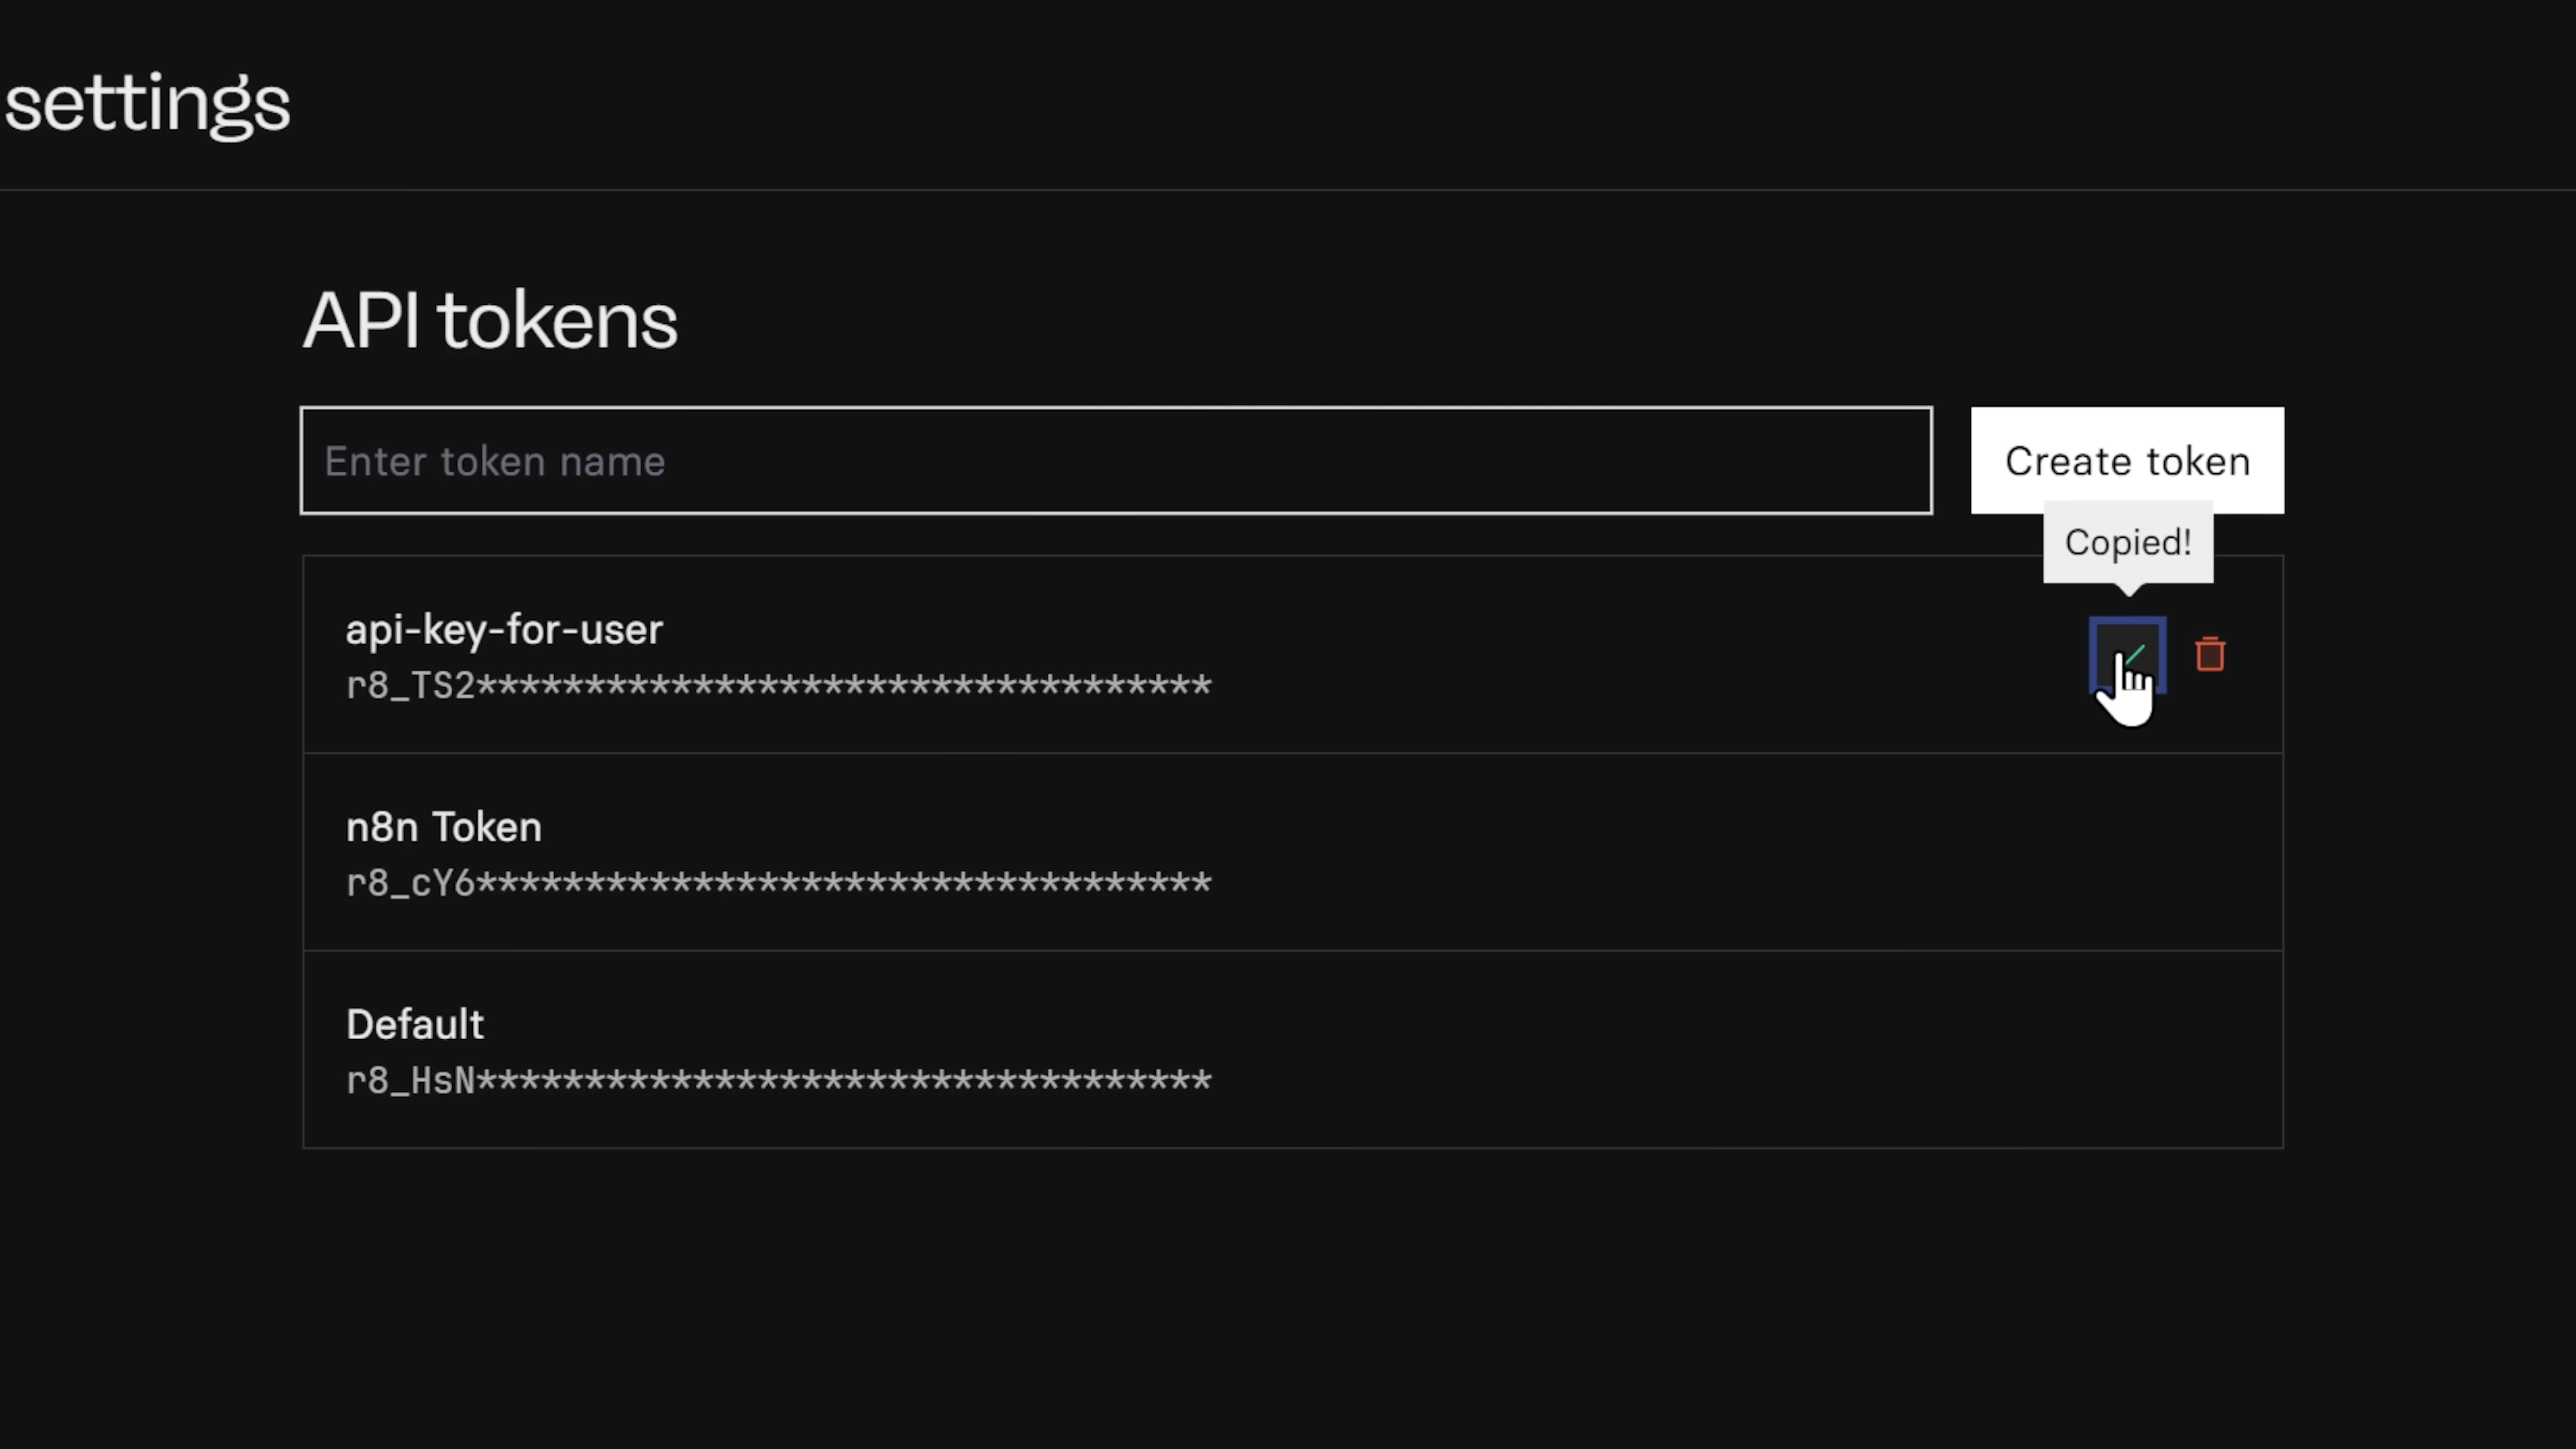 settings
API tokens
Enter token name
Create token
Copied!
api-key-for-user
r8_TS2**********************************
n8n Token
r8_cY6**********************************
Default
r8_HsN**********************************